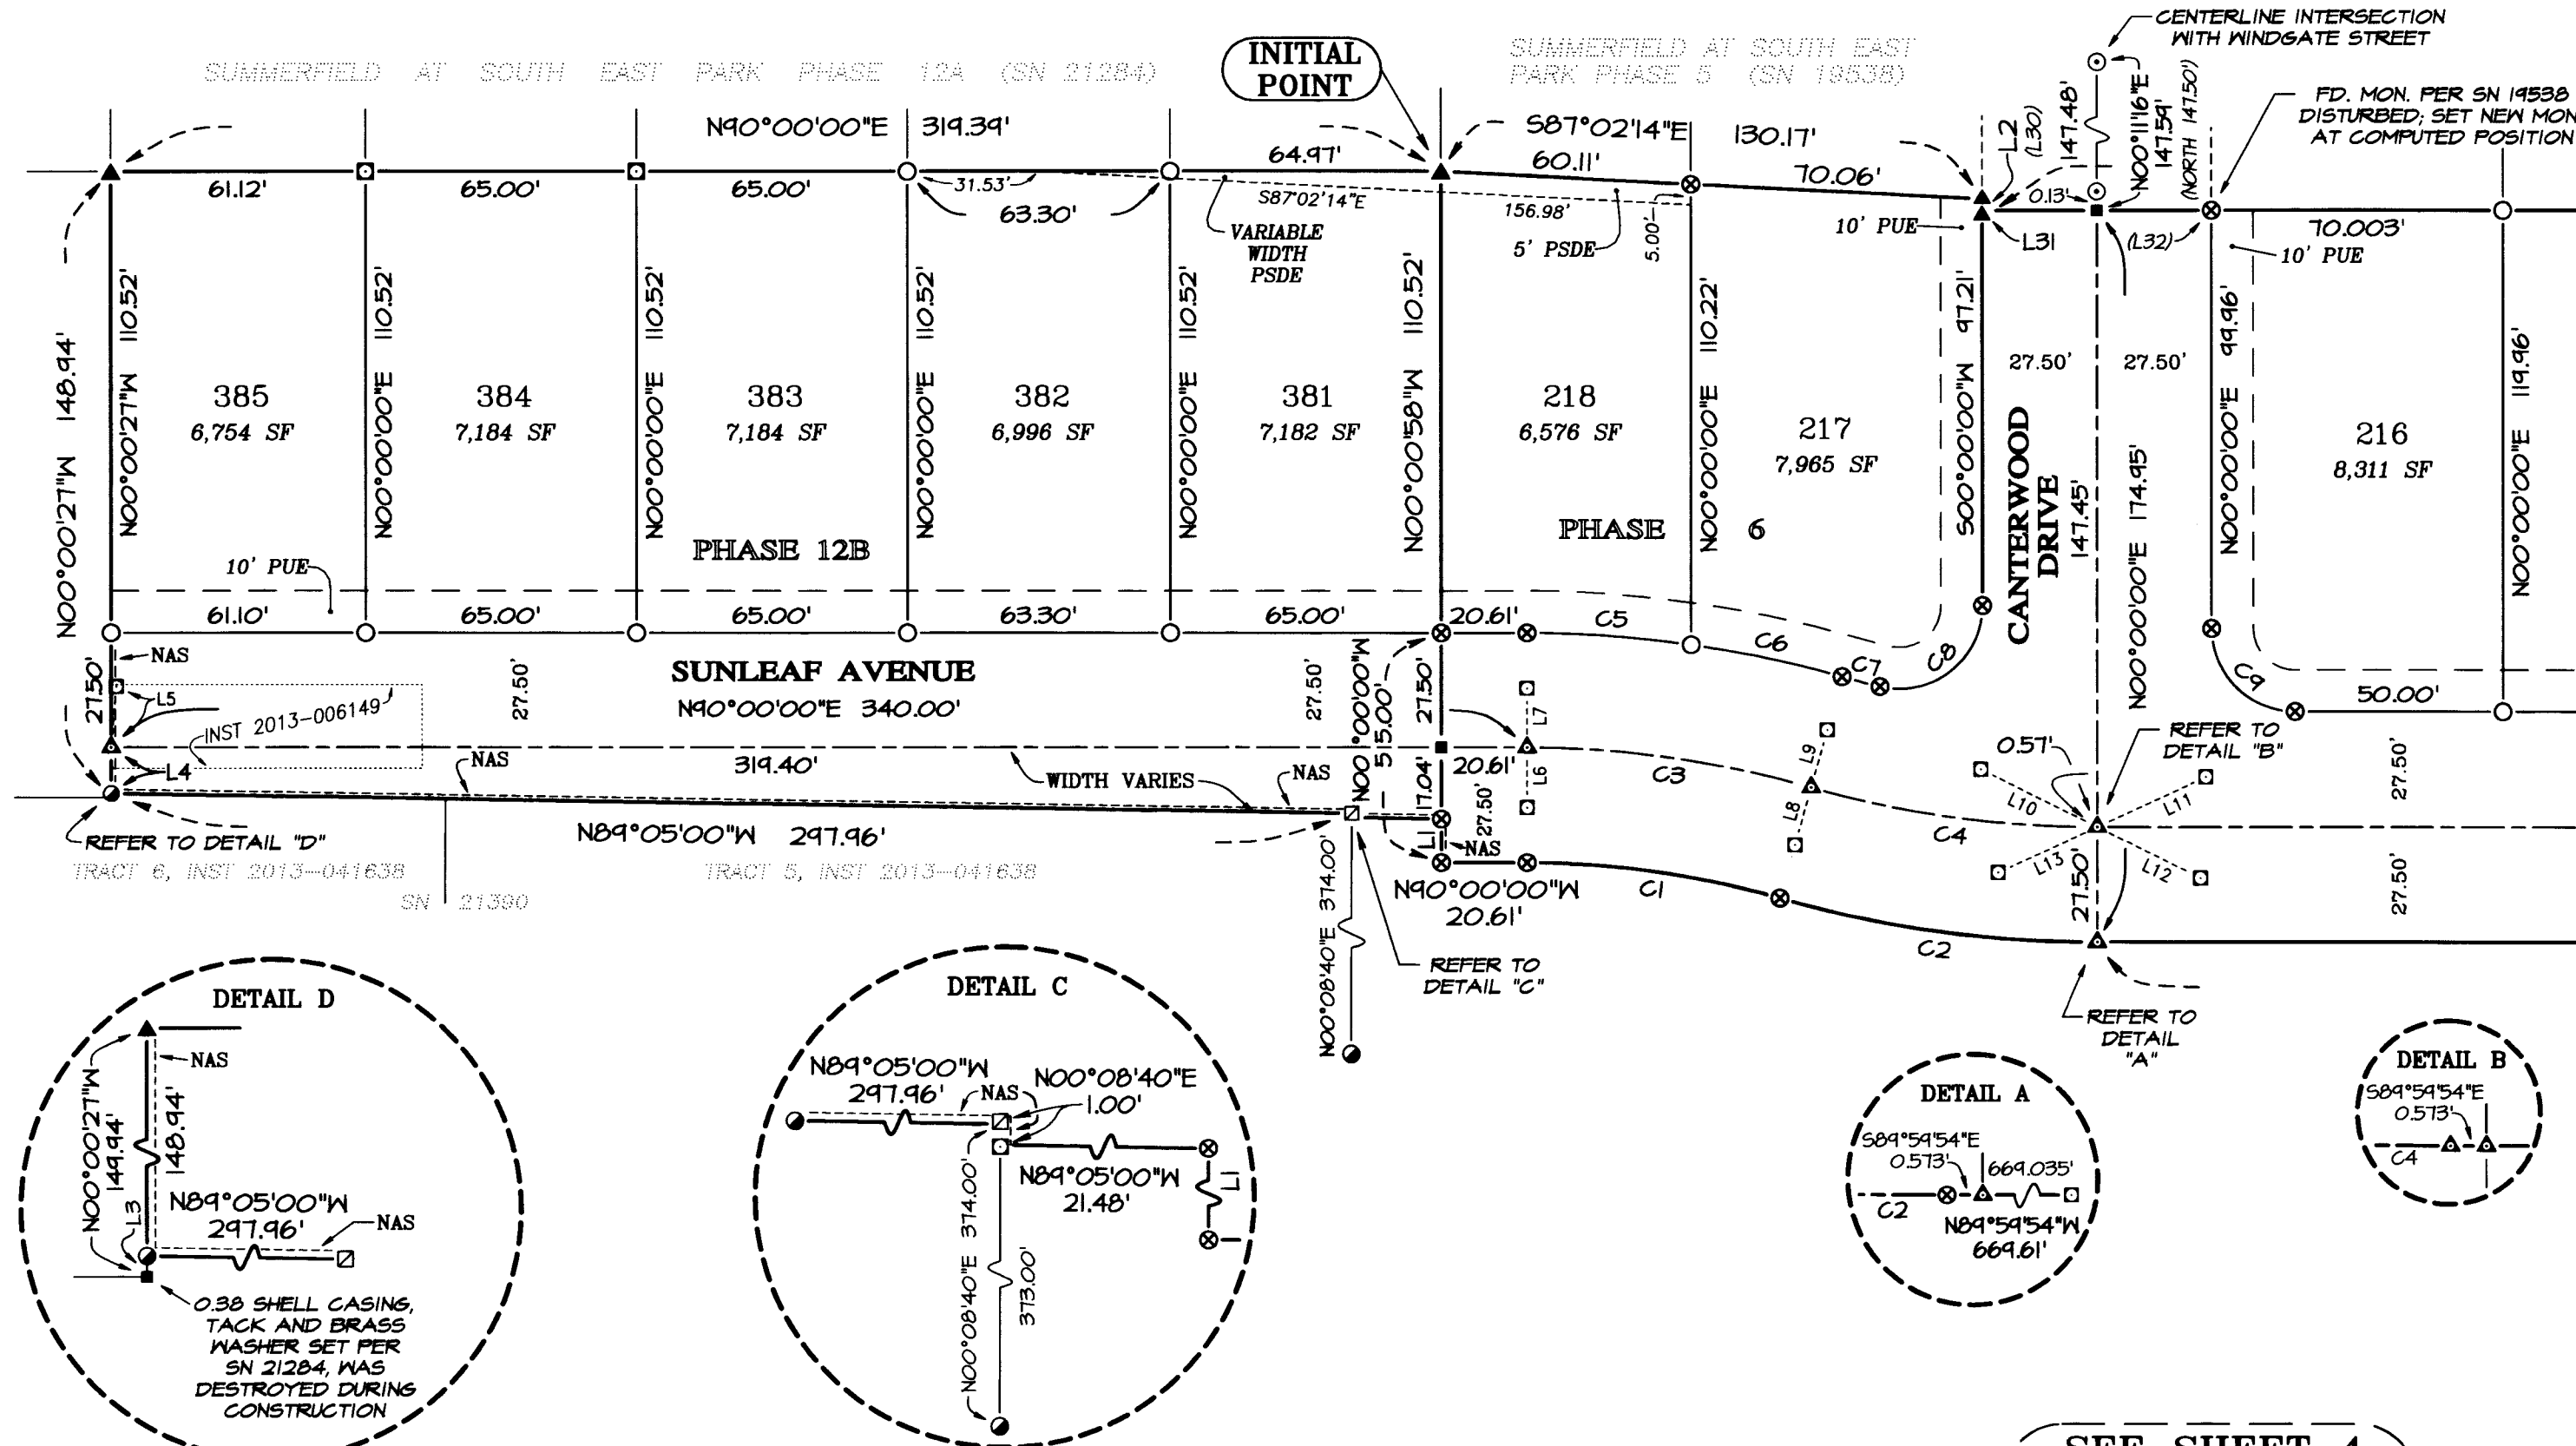 SUMMERFIELD AT SOUTH EAST PARK PHASE 12A (SN 21284)
INITIAL
POINT
SUMMERFIELD AT SOUTH EAST
PARK PHASE 5 (SN 19538)
CENTERLINE INTERSECTION
WITH WINDGATE STREET
FD. MON. PER SN 19538
DISTURBED; SET NEW MON
AT COMPUTED POSITION
N90°00'00"E 319.39'
S87°02'14"E 130.17'
L2
(L30)
147.48'
N00°11'16"E
147.59'
(NORTH 147.50')
61.12'
65.00'
65.00'
31.53'
63.30'
64.97'
S87°02'14"E
156.98'
60.11'
70.06'
0.13'
L31
(L32)
70.003'
VARIABLE
WIDTH
PSDE
5' PSDE
5.00'
10' PUE
10' PUE
N00°00'27"W 148.94'
N00°00'27"W 110.52'
N00°00'00"E 110.52'
N00°00'00"E 110.52'
N00°00'00"E 110.52'
N00°00'00"E 110.52'
N00°00'58"W 110.52'
N00°00'00"E 110.22'
S00°00'00"W 97.21'
27.50'
27.50'
N00°00'00"E 99.96'
N00°00'00"E 119.96'
385
6,754 SF
384
7,184 SF
383
7,184 SF
382
6,996 SF
381
7,182 SF
218
6,576 SF
217
7,965 SF
216
8,311 SF
CANTERWOOD
DRIVE
147.45'
N00°00'00"E 174.95'
PHASE 12B
PHASE 6
10' PUE
61.10'
65.00'
65.00'
63.30'
65.00'
20.61'
C5
C6
C7
C8
C9
50.00'
NAS
27.50'
L5
INST 2013-006149
L4
27.50'
SUNLEAF AVENUE
N90°00'00"E 340.00'
27.50'
N00°00'00"W
55.00'
27.50'
L7
L6
L9
L8
319.40'
NAS
WIDTH VARIES
NAS
20.61'
17.04'
27.50'
L1
NAS
C3
C4
0.57'
REFER TO
DETAIL "B"
L10
L11
L12
L13
27.50'
27.50'
27.50'
REFER TO DETAIL "D"
N89°05'00"W 297.96'
TRACT 6, INST 2013-041638
TRACT 5, INST 2013-041638
SN 21390
N00°08'40"E 374.00'
N90°00'00"W
20.61'
C1
C2
REFER TO
DETAIL "C"
REFER TO
DETAIL
"A"
DETAIL D
NAS
N00°00'27"W
149.94'
148.94'
L3
N89°05'00"W
297.96'
NAS
0.38 SHELL CASING,
TACK AND BRASS
WASHER SET PER
SN 21284, WAS
DESTROYED DURING
CONSTRUCTION
DETAIL C
N89°05'00"W
297.96'
NAS
N00°08'40"E
1.00'
N89°05'00"W
21.48'
L1
N00°08'40"E 374.00'
373.00'
DETAIL A
S89°59'54"E
0.573'
669.035'
C2
N89°59'54"W
669.61'
DETAIL B
S89°59'54"E
0.573'
C4
SEE SHEET 4